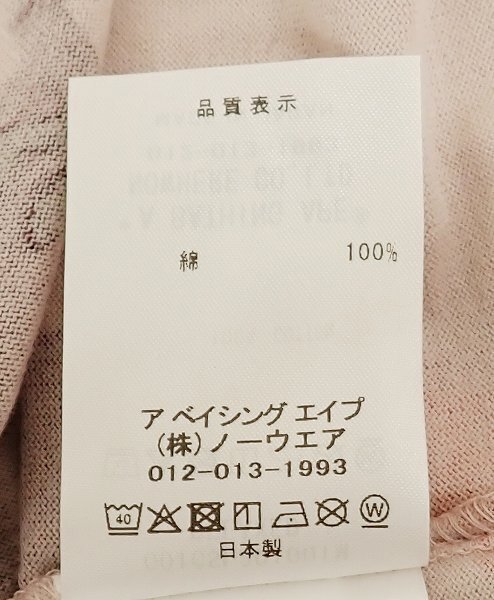 品質表示
綿 100%
ア ベイシング エイプ
(株) ノーウエア
012-013-1993
40 W
日本製